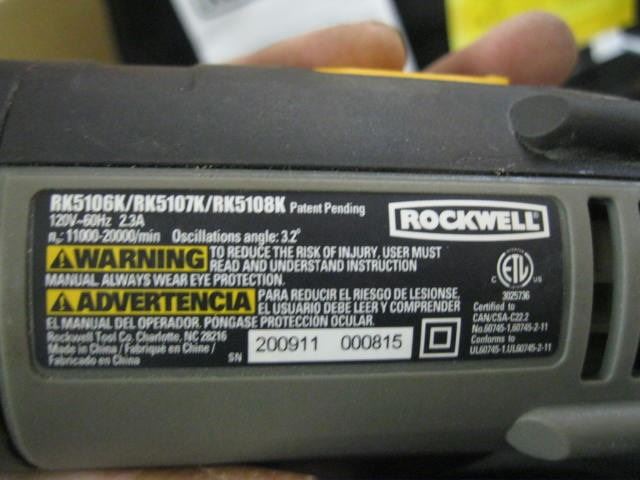 RK5106K/RK5107K/RK5108K Patent Pending
120V~60Hz 2.3A
n₀: 11000-20000/min Oscillations angle: 3.2°
ROCKWELL®
WARNING TO REDUCE THE RISK OF INJURY, USER MUST
READ AND UNDERSTAND INSTRUCTION
MANUAL. ALWAYS WEAR EYE PROTECTION.
ADVERTENCIA PARA REDUCIR EL RIESGO DE LESIONSE,
EL USUARIO DEBE LEER Y COMPRENDER
EL MANUAL DEL OPERADOR. PÓNGASE PROTECCIÓN OCULAR.
Rockwell Tool Co. Charlotte, NC 28216
Made in China / Fabriqué en Chine /
Fabricado en China
SN 200911 000815
C ETL US
3025736
Certified to
CAN/CSA-C22.2
No.60745-1,60745-2-11
Conforms to
UL60745-1.UL60745-2-11